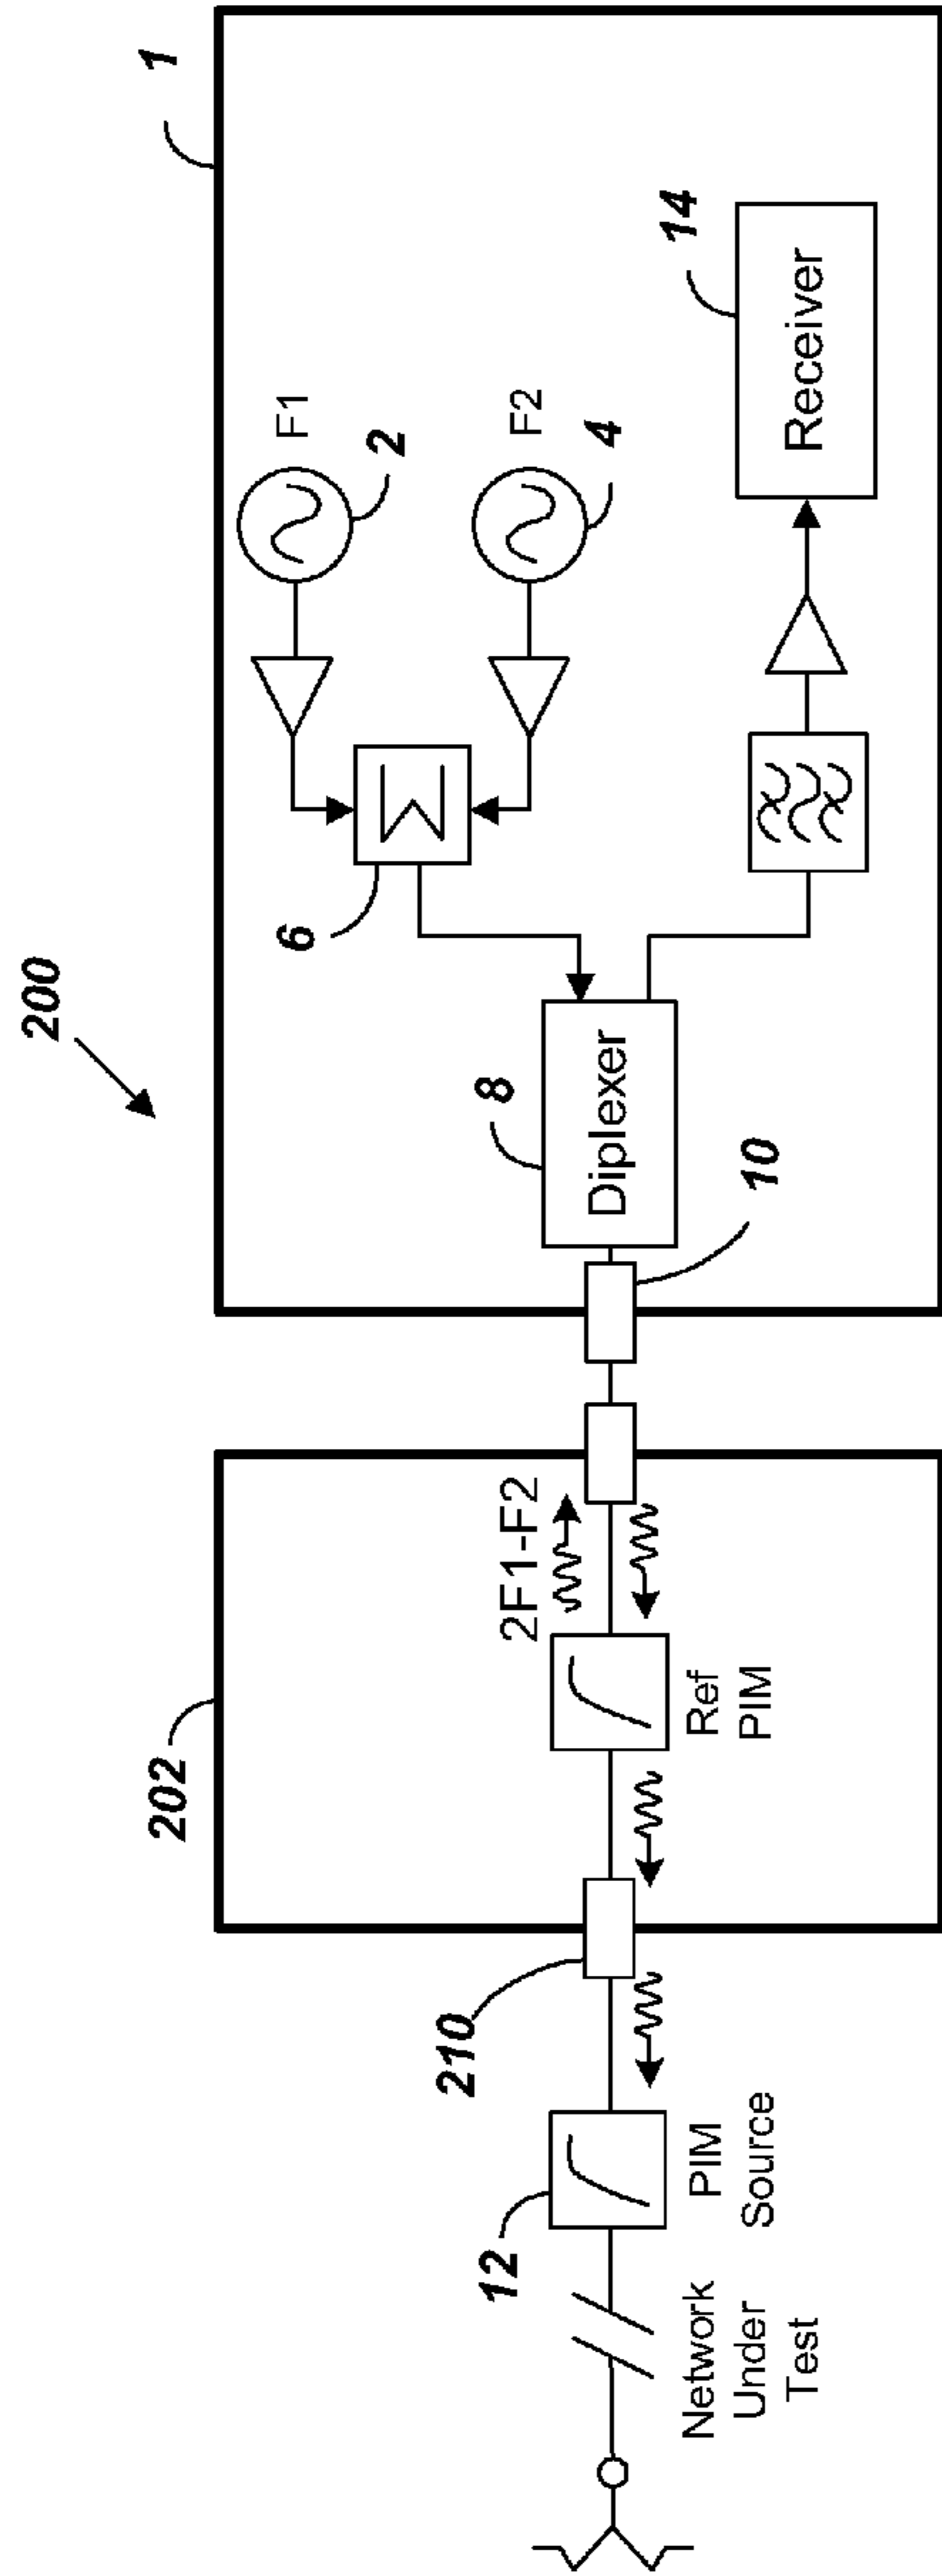 200
1
F1
2
F2
4
6
14
Receiver
8
Diplexer
10
202
2F1-F2
Ref
PIM
210
12
PIM
Source
Network
Under
Test